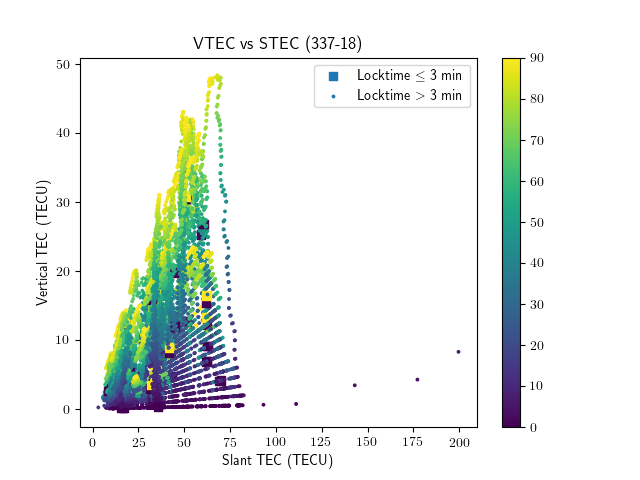 VTEC vs STEC (337-18)
Locktime ≤ 3 min
Locktime > 3 min
Vertical TEC (TECU)
50
40
30
20
10
0
0 25 50 75 100 125 150 175 200
Slant TEC (TECU)
90
80
70
60
50
40
30
20
10
0